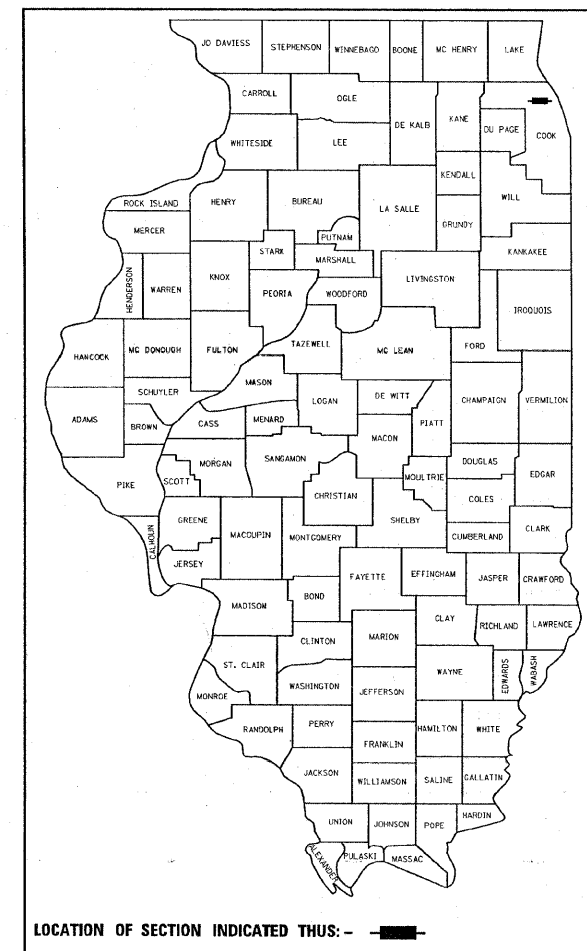 JO DAVIESS
STEPHENSON
WINNEBAGO
BOONE
MC HENRY
LAKE
CARROLL
OGLE
DE KALB
KANE
DU PAGE
COOK
WHITESIDE
LEE
KENDALL
ROCK ISLAND
HENRY
BUREAU
LA SALLE
GRUNDY
WILL
MERCER
STARK
PUTNAM
MARSHALL
KANKAKEE
HENDERSON
WARREN
KNOX
PEORIA
WOODFORD
LIVINGSTON
IROQUOIS
HANCOCK
MC DONOUGH
FULTON
TAZEWELL
MC LEAN
FORD
SCHUYLER
MASON
LOGAN
DE WITT
CHAMPAIGN
VERMILION
ADAMS
BROWN
CASS
MENARD
MACON
PIATT
PIKE
SCOTT
MORGAN
SANGAMON
CHRISTIAN
MOULTRIE
DOUGLAS
EDGAR
COLES
CALHOUN
GREENE
MACOUPIN
MONTGOMERY
SHELBY
CUMBERLAND
CLARK
JERSEY
FAYETTE
EFFINGHAM
JASPER
CRAWFORD
MADISON
BOND
CLAY
RICHLAND
LAWRENCE
CLINTON
MARION
ST. CLAIR
WAYNE
EDWARDS
WABASH
MONROE
WASHINGTON
JEFFERSON
RANDOLPH
PERRY
HAMILTON
WHITE
FRANKLIN
JACKSON
WILLIAMSON
SALINE
GALLATIN
UNION
JOHNSON
POPE
HARDIN
ALEXANDER
PULASKI
MASSAC
LOCATION OF SECTION INDICATED THUS: -